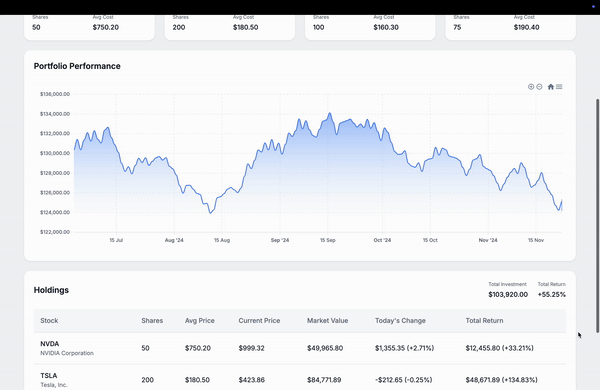 Shares Avg Cost Shares Avg Cost Shares Avg Cost Shares Avg Cost
50 $750.20 200 $180.50 100 $160.30 75 $190.40
Portfolio Performance
$136,000.00
$134,000.00
$132,000.00
$130,000.00
$128,000.00
$126,000.00
$124,000.00
$122,000.00
15 Jul Aug '24 15 Aug Sep '24 15 Sep Oct '24 15 Oct Nov '24 15 Nov
Holdings
Total Investment Total Return
$103,920.00 +55.25%
Stock Shares Avg Price Current Price Market Value Today's Change Total Return
NVDA 50 $750.20 $999.32 $49,965.80 $1,355.35 (+2.71%) $12,455.80 (+33.21%)
NVIDIA Corporation
TSLA 200 $180.50 $423.86 $84,771.89 -$212.65 (-0.25%) $48,671.89 (+134.83%)
Tesla, Inc.